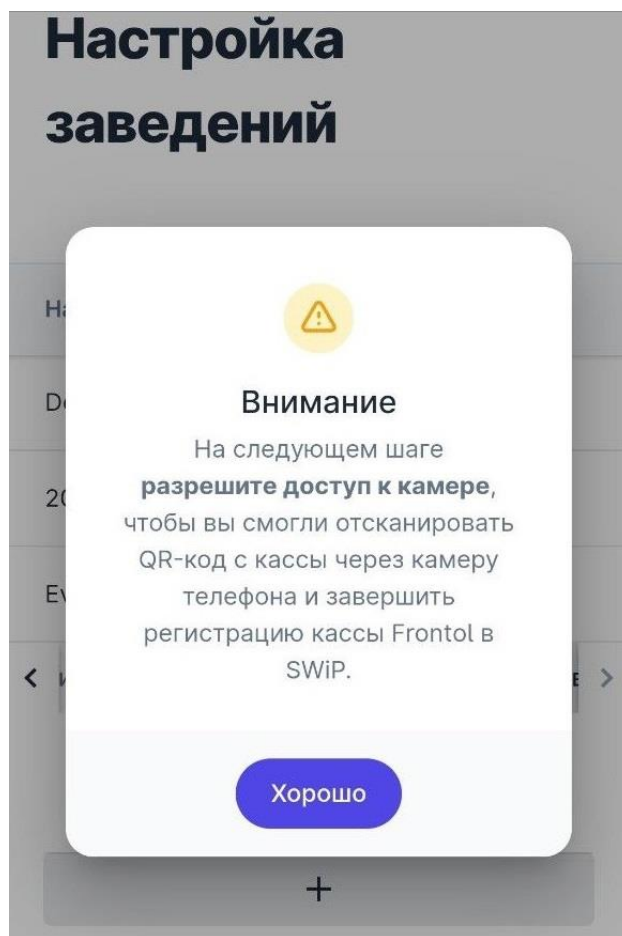 Настройка
заведений
Внимание
На следующем шаге
разрешите доступ к камере,
чтобы вы смогли отсканировать
QR-код с кассы через камеру
телефона и завершить
регистрацию кассы Frontol в
SWiP.
Хорошо
+